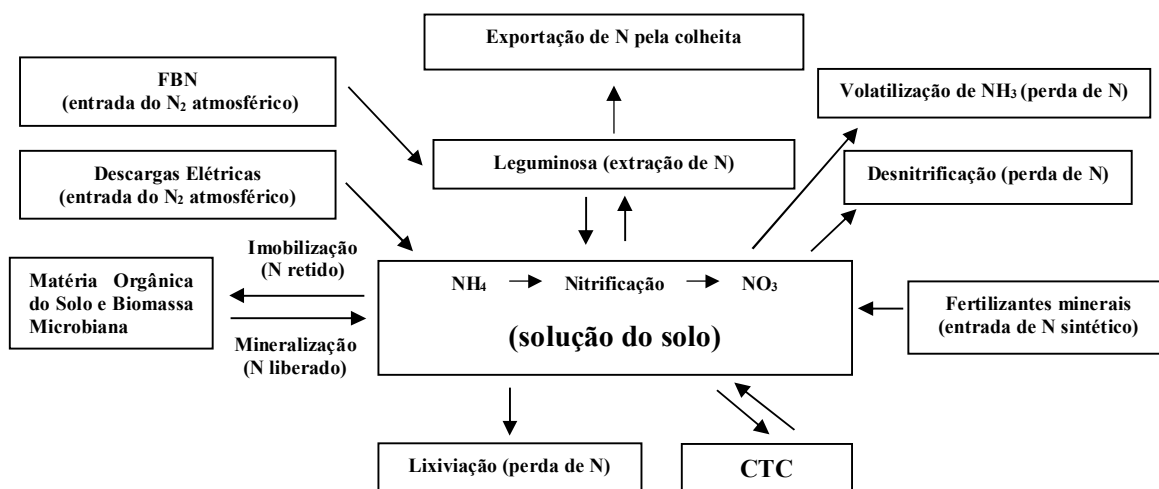 Exportação de N pela colheita
FBN
(entrada do N₂ atmosférico)
Volatilização de NH₃ (perda de N)
Leguminosa (extração de N)
Desnitrificação (perda de N)
Descargas Elétricas
(entrada do N₂ atmosférico)
Imobilização
(N retido)
Matéria Orgânica
do Solo e Biomassa
Microbiana
NH₄ → Nitrificação → NO₃
(solução do solo)
Fertilizantes minerais
(entrada de N sintético)
Mineralização
(N liberado)
Lixiviação (perda de N)
CTC